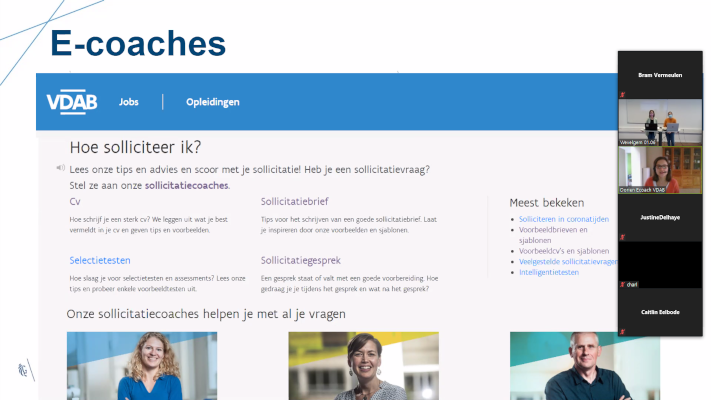 E-coaches
VDAB
Jobs
Opleidingen
Hoe solliciteer ik?
Lees onze tips en advies en scoor met je sollicitatie! Heb je een sollicitatievraag?
Stel ze aan onze sollicitatiecoaches.
Cv
Hoe schrijf je een sterk cv? We leggen uit wat je best
vermeldt in je cv en geven tips en voorbeelden.
Sollicitatiebrief
Tips voor het schrijven van een goede sollicitatiebrief. Laat
je inspireren door onze voorbeelden en sjablonen.
Selectietesten
Hoe slaag je voor selectietesten en assessments? Lees onze
tips en probeer enkele voorbeeldtesten uit.
Sollicitatiegesprek
Een gesprek staat of valt met een goede voorbereiding. Hoe
gedraag je je tijdens het gesprek en wat na het gesprek?
Meest bekeken
Solliciteren in coronatijden
Voorbeeldbrieven en
sjablonen
Voorbeeldcv's en sjablonen
Veelgestelde sollicitatievragen
Intelligentietesten
Onze sollicitatiecoaches helpen je met al je vragen
Bram Vermeulen
Wevelgem 01.06
Dorien Ecoach VDAB
JustineDelhaye
charl
Caitlin Belbode